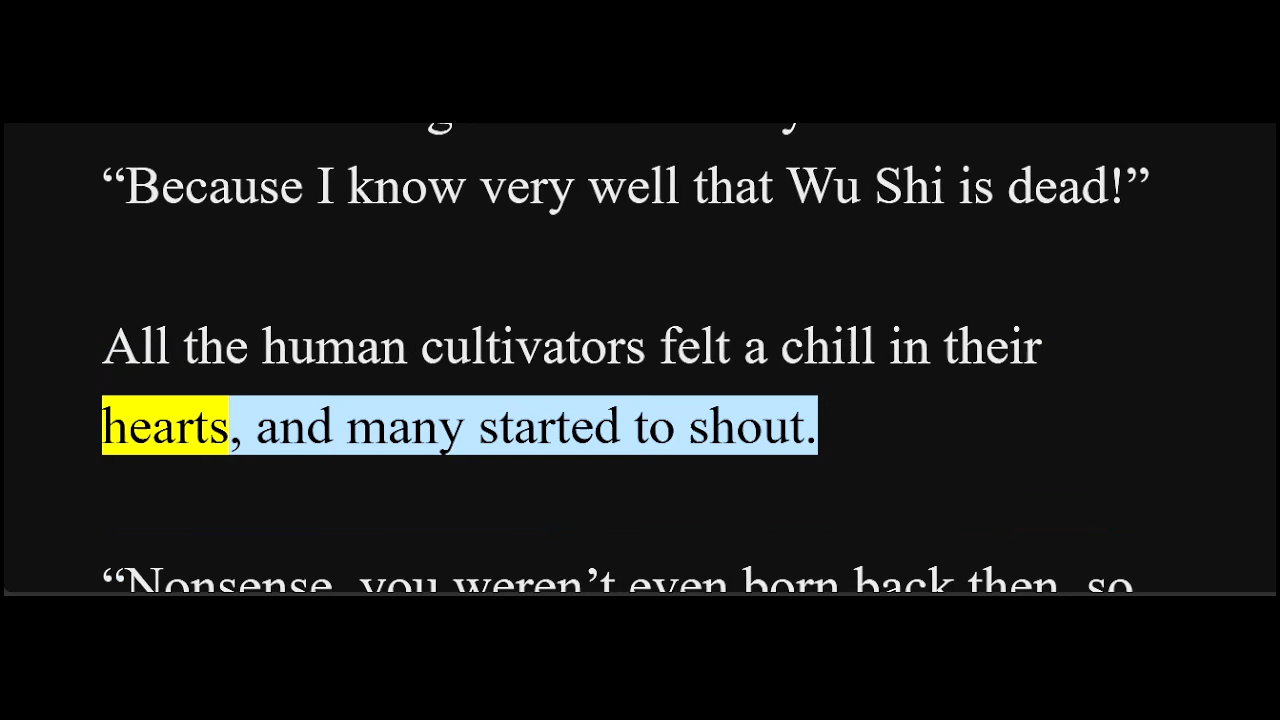 “Because I know very well that Wu Shi is dead!”
All the human cultivators felt a chill in their
hearts, and many started to shout.
“Nonsense, you weren’t even born back then, so